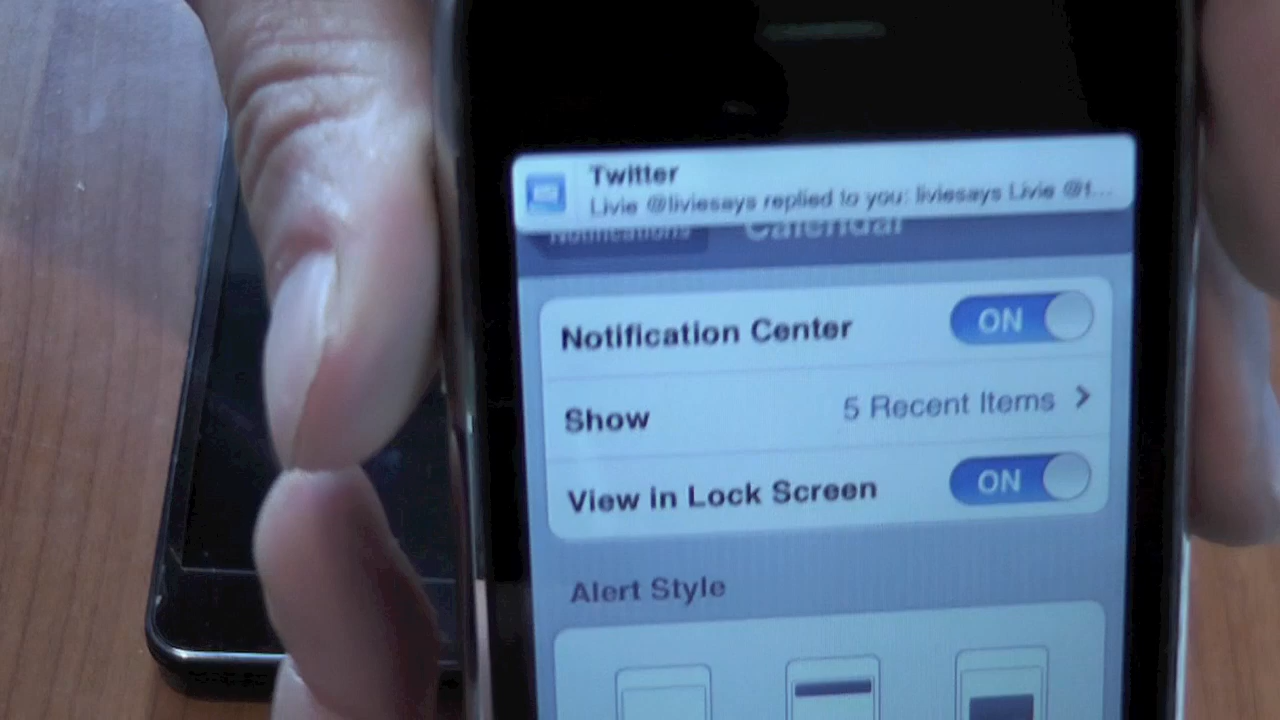 Twitter
Livie @liviesays replied to you: liviesays Livie @t...
Notifications
Calendar
Notification Center ON
Show 5 Recent Items
View in Lock Screen ON
Alert Style